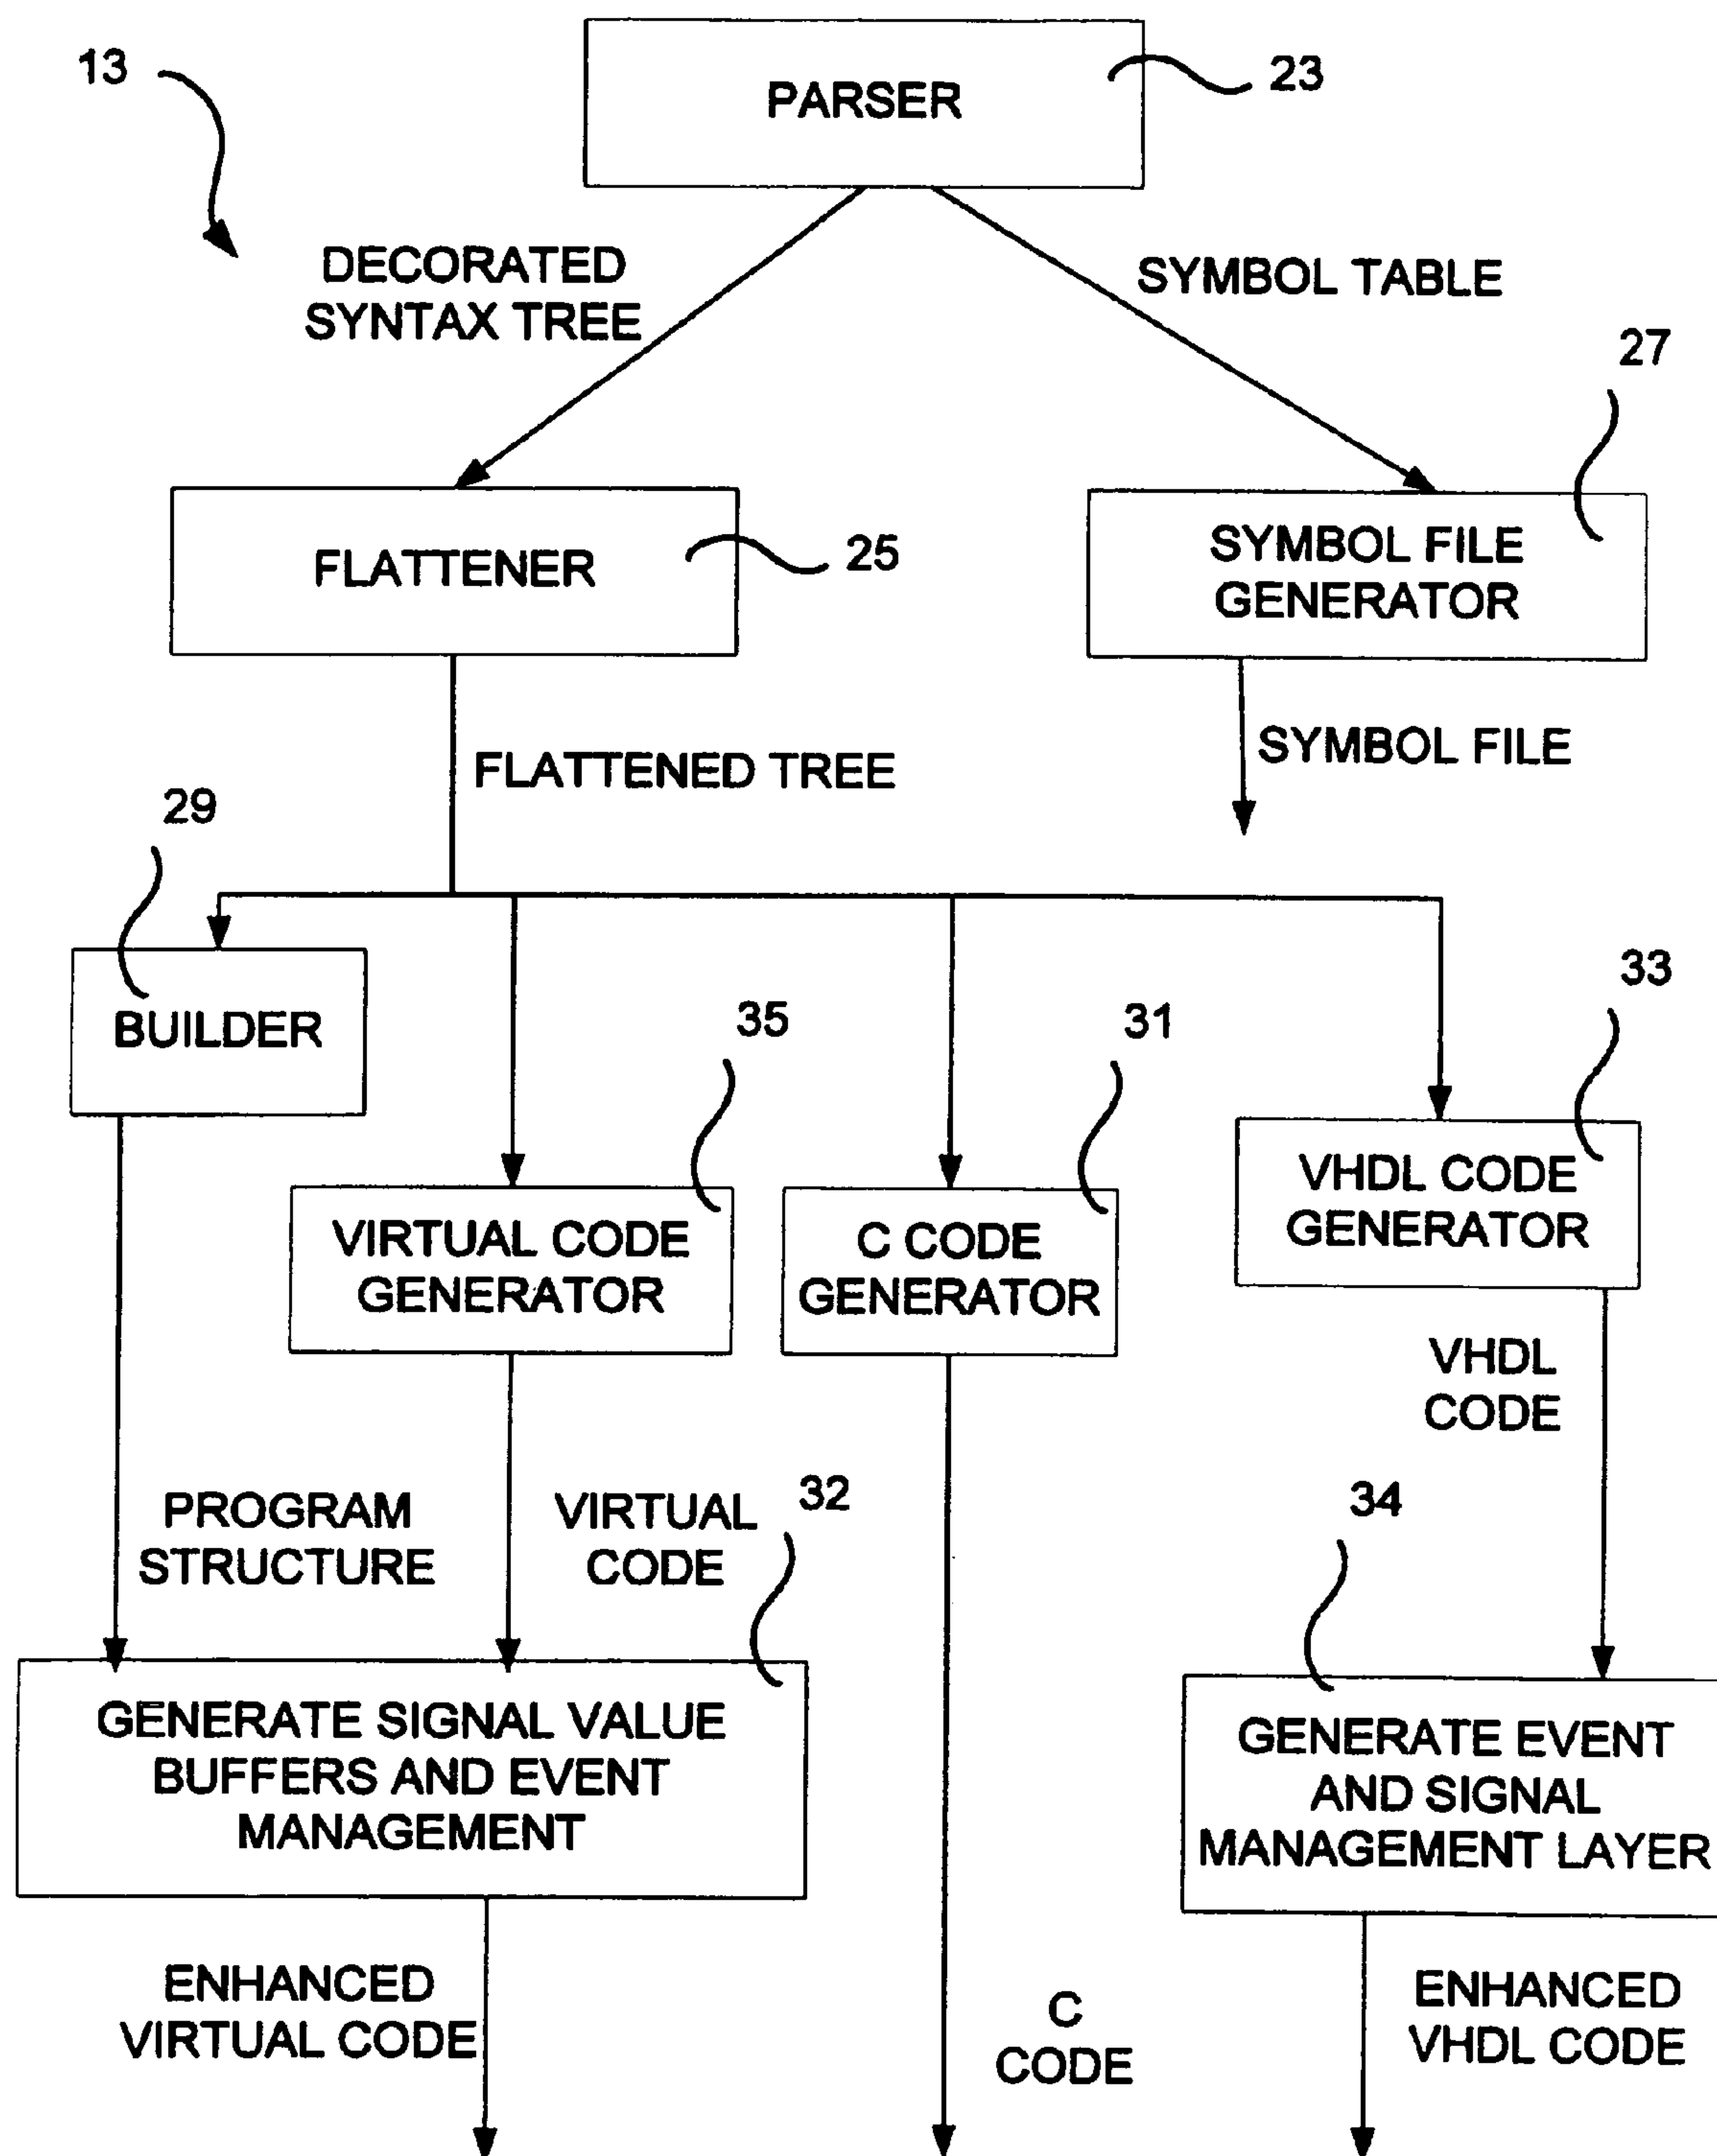 13
PARSER
23
DECORATED
SYNTAX TREE
SYMBOL TABLE
27
FLATTENER
25
SYMBOL FILE
GENERATOR
FLATTENED TREE
SYMBOL FILE
29
BUILDER
35
31
33
VIRTUAL CODE
GENERATOR
C CODE
GENERATOR
VHDL CODE
GENERATOR
VHDL
CODE
PROGRAM
STRUCTURE
VIRTUAL
CODE
32
34
GENERATE SIGNAL VALUE
BUFFERS AND EVENT
MANAGEMENT
GENERATE EVENT
AND SIGNAL
MANAGEMENT LAYER
ENHANCED
VIRTUAL CODE
C
CODE
ENHANCED
VHDL CODE